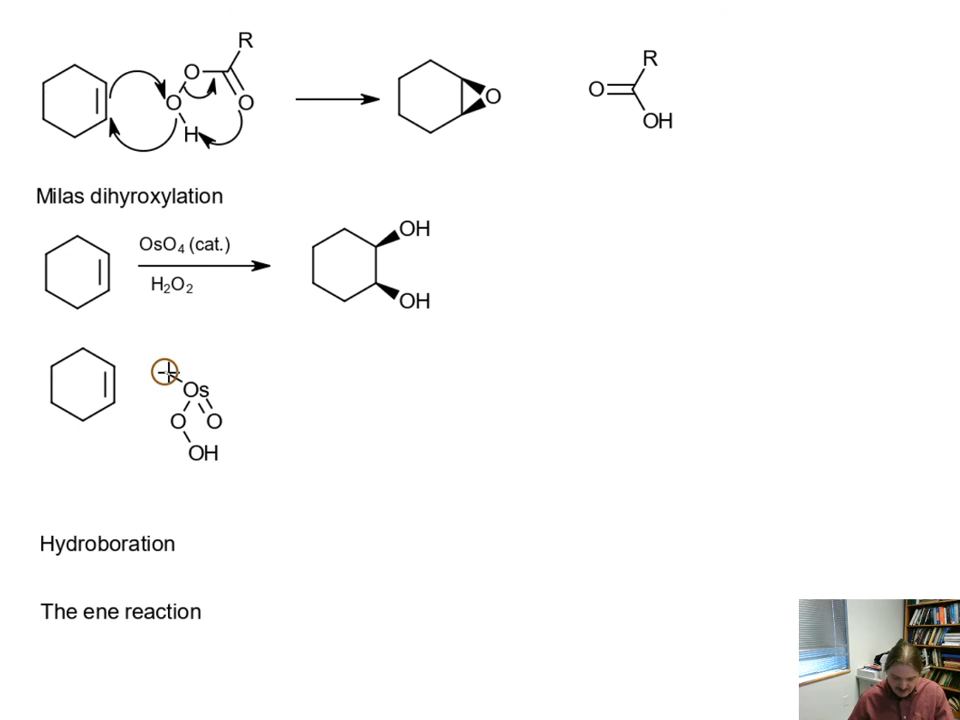 R
O
O
O
H
O
R
O
OH
Milas dihyroxylation
OsO₄ (cat.)
H₂O₂
OH
OH
Os
O O
OH
Hydroboration
The ene reaction